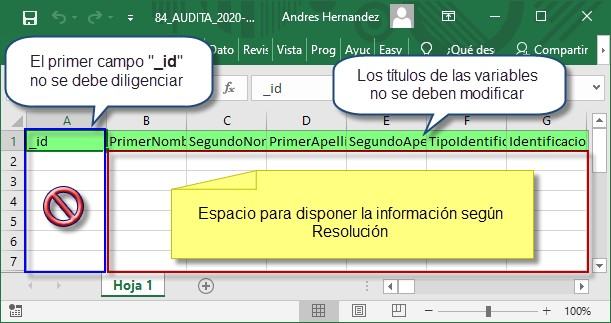 84_AUDITA_2020-... Andres Hernandez
Dato Revis Vista Prog Ayuc Easy ¿Qué des Compartir
El primer campo "_id"
no se debe diligenciar
Los títulos de las variables
no se deben modificar
fx _id
A B C D E F G
1 _id PrimerNomb SegundoNor PrimerApelli SegundoApe TipoIdentific Identificacio
2
3
4
5
6
7
Espacio para disponer la información según
Resolución
Hoja 1
100%